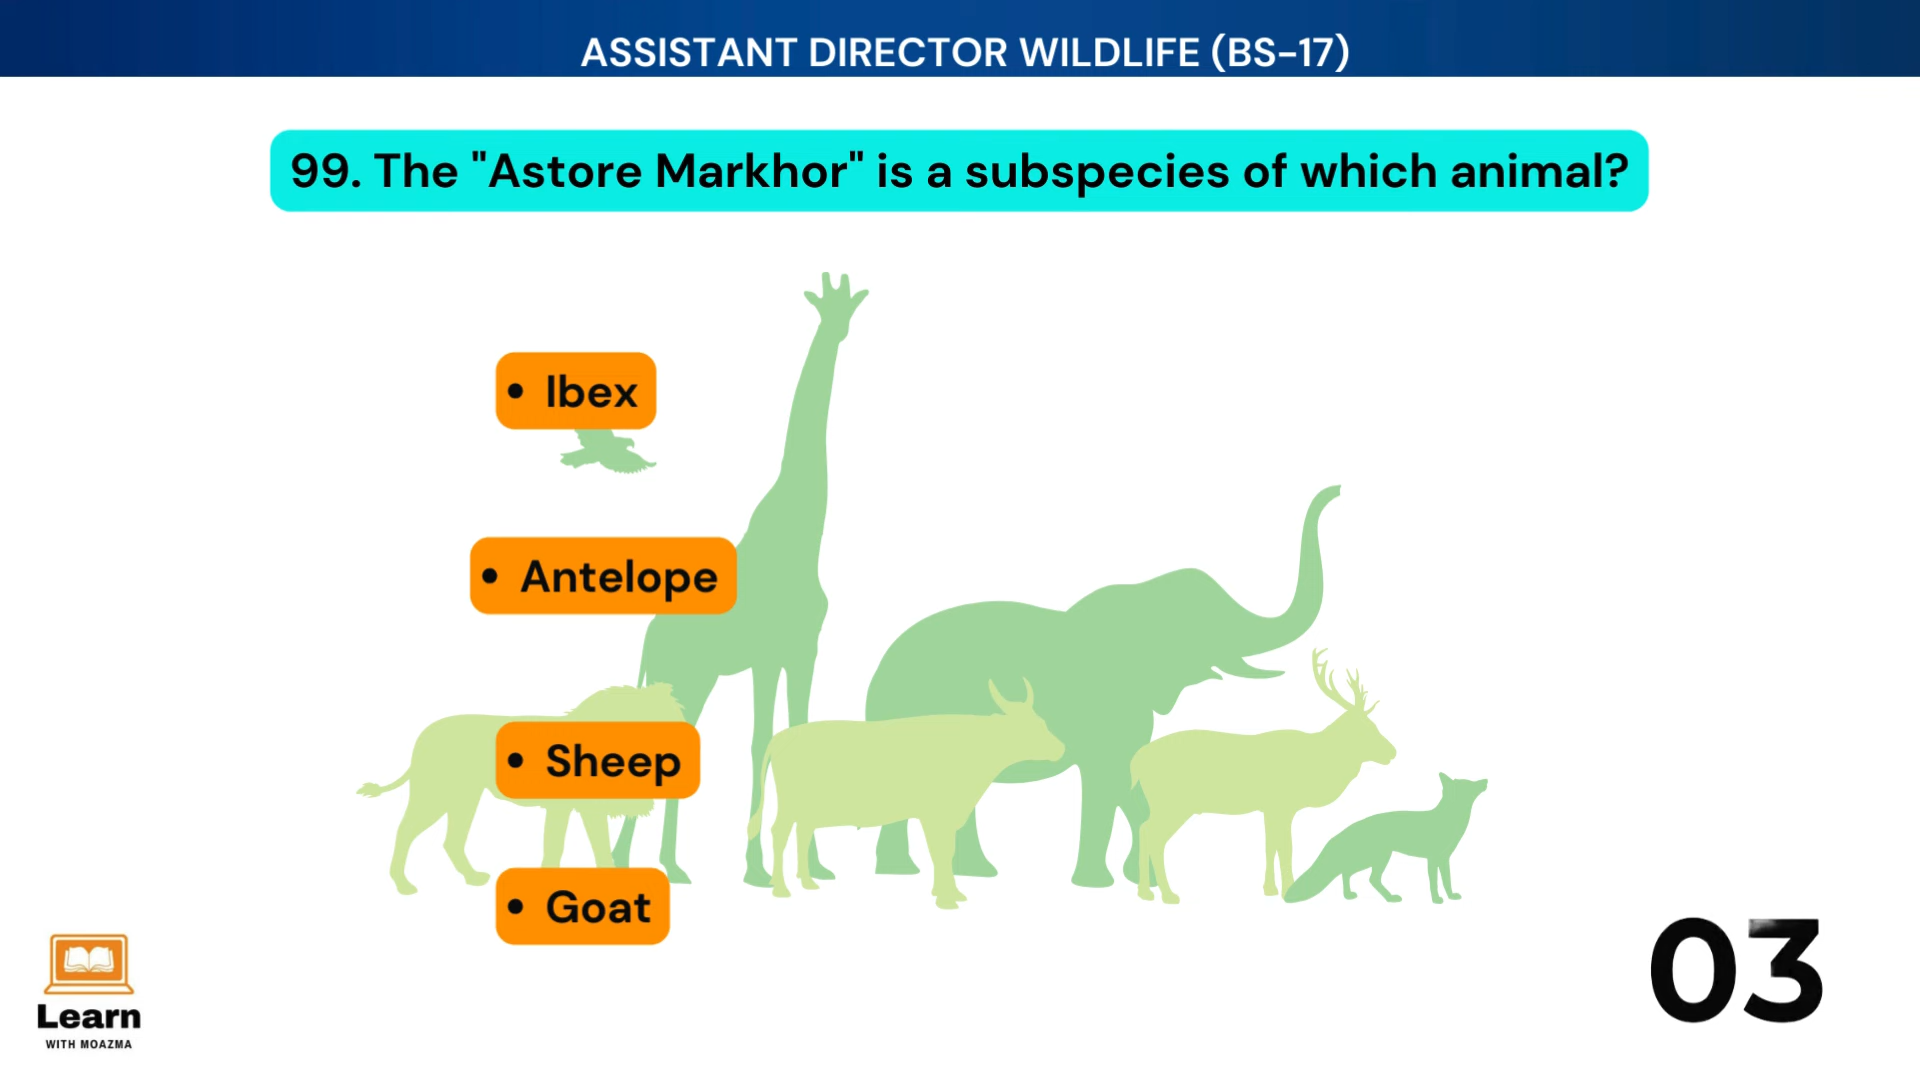 ASSISTANT DIRECTOR WILDLIFE (BS-17)
99. The "Astore Markhor" is a subspecies of which animal?
• Ibex
• Antelope
• Sheep
• Goat
03
Learn
WITH MOAZMA